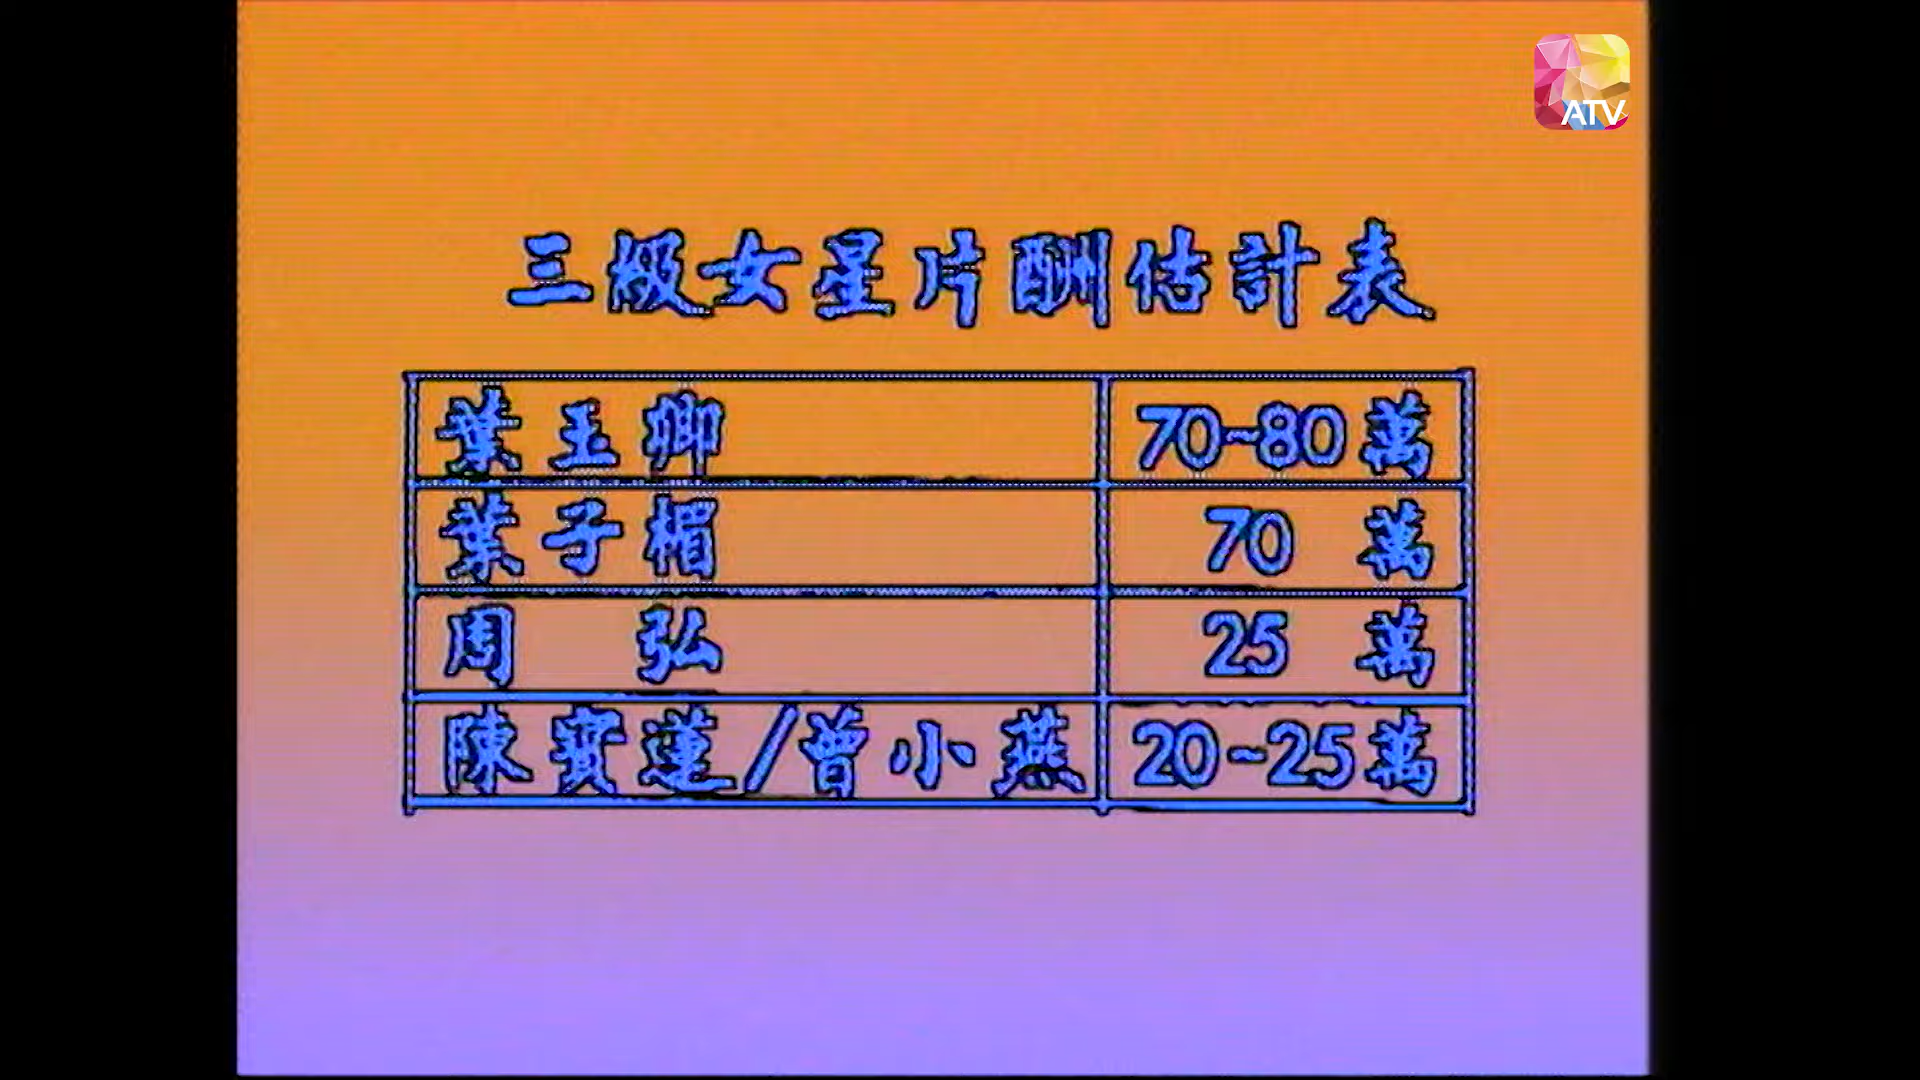 ATV
三級女星片酬估計表
葉玉卿 70~80萬
葉子楣 70 萬
周 弘 25 萬
陳寳蓮/曾小燕 20~25萬